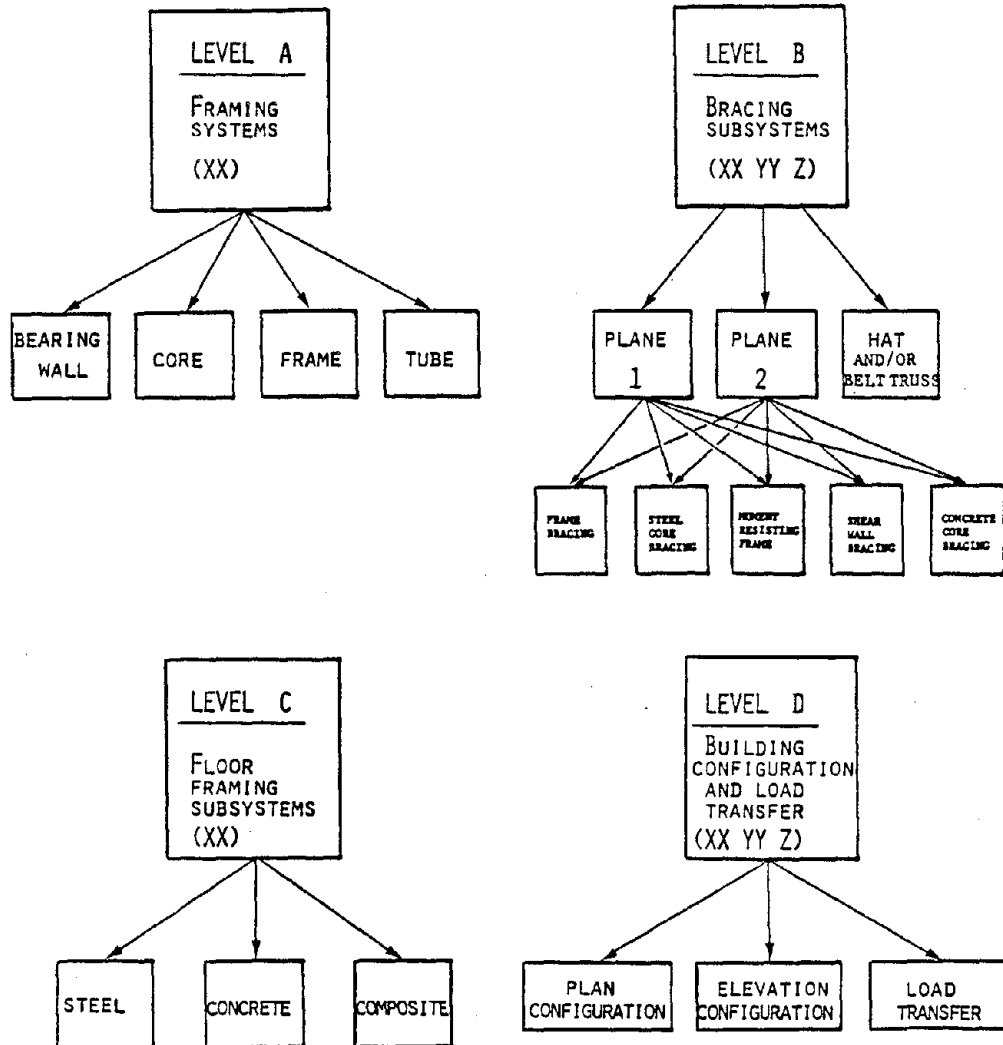 LEVEL A
FRAMING
SYSTEMS
(XX)
BEARING
WALL
CORE
FRAME
TUBE
LEVEL B
BRACING
SUBSYSTEMS
(XX YY Z)
PLANE
1
PLANE
2
HAT
AND/OR
BELT TRUSS
FRAME
BRACING
STEEL
CORE
BRACING
MOMENT
RESISTING
FRAME
SHEAR
WALL
BRACING
CONCRETE
CORE
BRACING
LEVEL C
FLOOR
FRAMING
SUBSYSTEMS
(XX)
STEEL
CONCRETE
COMPOSITE
LEVEL D
BUILDING
CONFIGURATION
AND LOAD
TRANSFER
(XX YY Z)
PLAN
CONFIGURATION
ELEVATION
CONFIGURATION
LOAD
TRANSFER